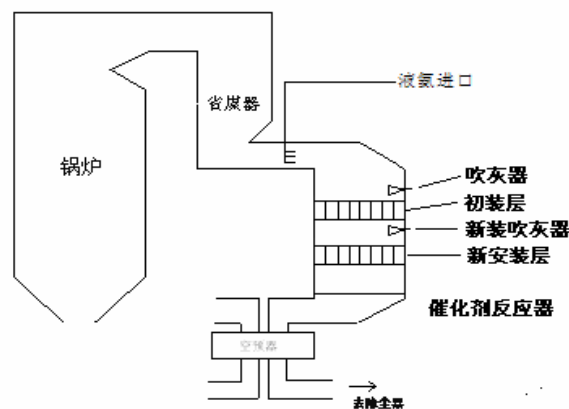 液氨进口
省煤器
锅炉
吹灰器
初装层
新装吹灰器
新安装层
催化剂反应器
空预器
去除尘器